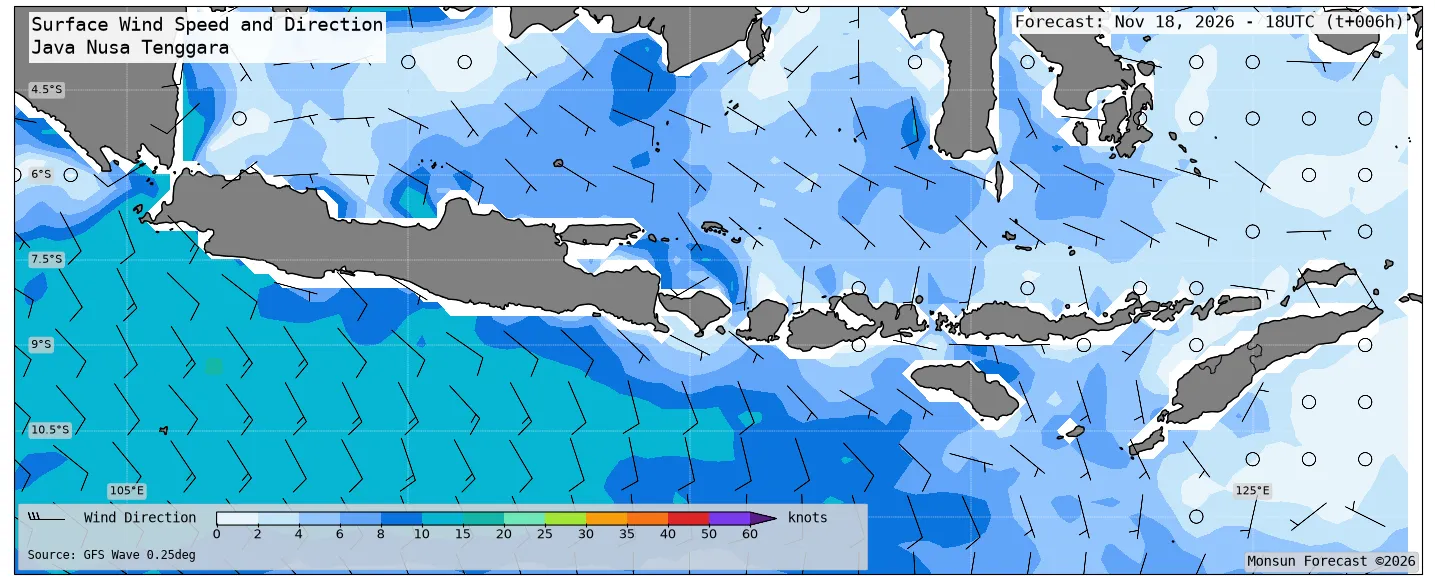 Surface Wind Speed and Direction
Java Nusa Tenggara
Forecast: Nov 18, 2026 - 18UTC (t+006h)
4.5°S
6°S
7.5°S
9°S
10.5°S
105°E
125°E
Wind Direction
0 2 4 6 8 10 15 20 25 30 35 40 50 60
knots
Source: GFS Wave 0.25deg
Monsun Forecast ©2026